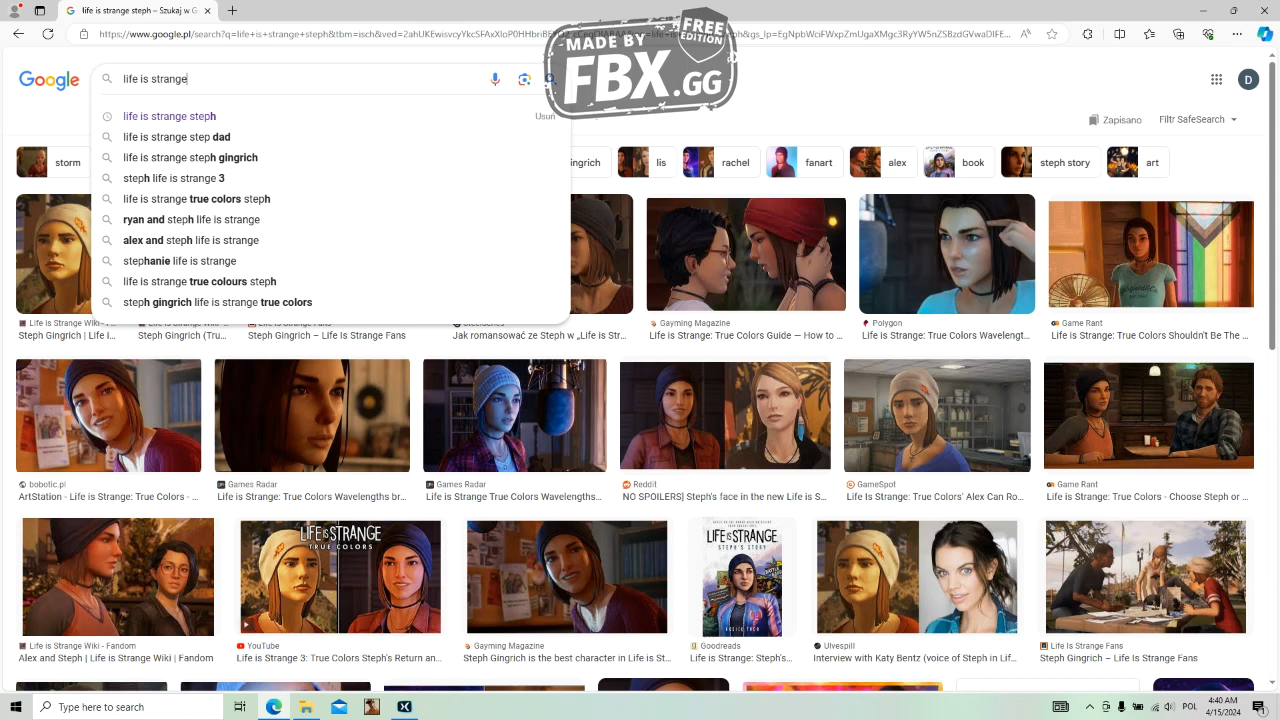 life is strange steph – Szukaj w G
https://www.google.pl/search?q=life+is+strange+steph&tbm=isch&ved=2ahUKEwiscvyYkcSFAxXIoP0HHbriBE
MADE BY
FBX.GG
FREE
EDITION
Google
life is strange
life is strange steph
Usuń
life is strange step dad
life is strange steph gingrich
steph life is strange 3
life is strange true colors steph
ryan and steph life is strange
alex and steph life is strange
stephanie life is strange
life is strange true colours steph
steph gingrich life is strange true colors
D
Zapisano
Filtr SafeSearch
storm
ingrich
lis
rachel
fanart
alex
book
steph story
art
Life is Strange Wiki - F...
Life is Strange Wiki ...
Life is Strange Fans
SteelSeries
Gayming Magazine
Polygon
Game Rant
Steph Gingrich | Life i...
Steph Gingrich (Tru...
Steph Gingrich – Life Is Strange Fans
Jak romansować ze Steph w „Life is Str...
Life is Strange: True Colors Guide — How to ...
Life is Strange: True Colors Wavelengt...
Life is Strange: True Colors Shouldn't Be The ...
bobotic.pl
Games Radar
Games Radar
Reddit
GameSpot
Game Rant
ArtStation - Life is Strange: True Colors - ...
Life is Strange: True Colors Wavelengths br...
Life is Strange True Colors Wavelengths...
NO SPOILERS] Steph's face in the new Life is S...
Life Is Strange: True Colors' Alex Can Ro...
Life is Strange: True Colors - Choose Steph or ...
LIFE IS STRANGE
TRUE COLORS
LIFE IS STRANGE
STEPH'S STORY
Life is Strange Wiki - Fandom
YouTube
Gayming Magazine
Goodreads
Ulvespill
Life is Strange Fans
Alex and Steph | Life is Strange Wiki | Fandom
Life is Strange 3: True Colors Steph's Return an...
Steph Gingrich is the best character in Life is St...
Life is Strange: Steph's...
Interview with Katy Bentz (voice of Steph in Lif...
Steph Gingrich – Life Is Strange Fans
Type here to search
POL
4:40 AM
4/15/2024